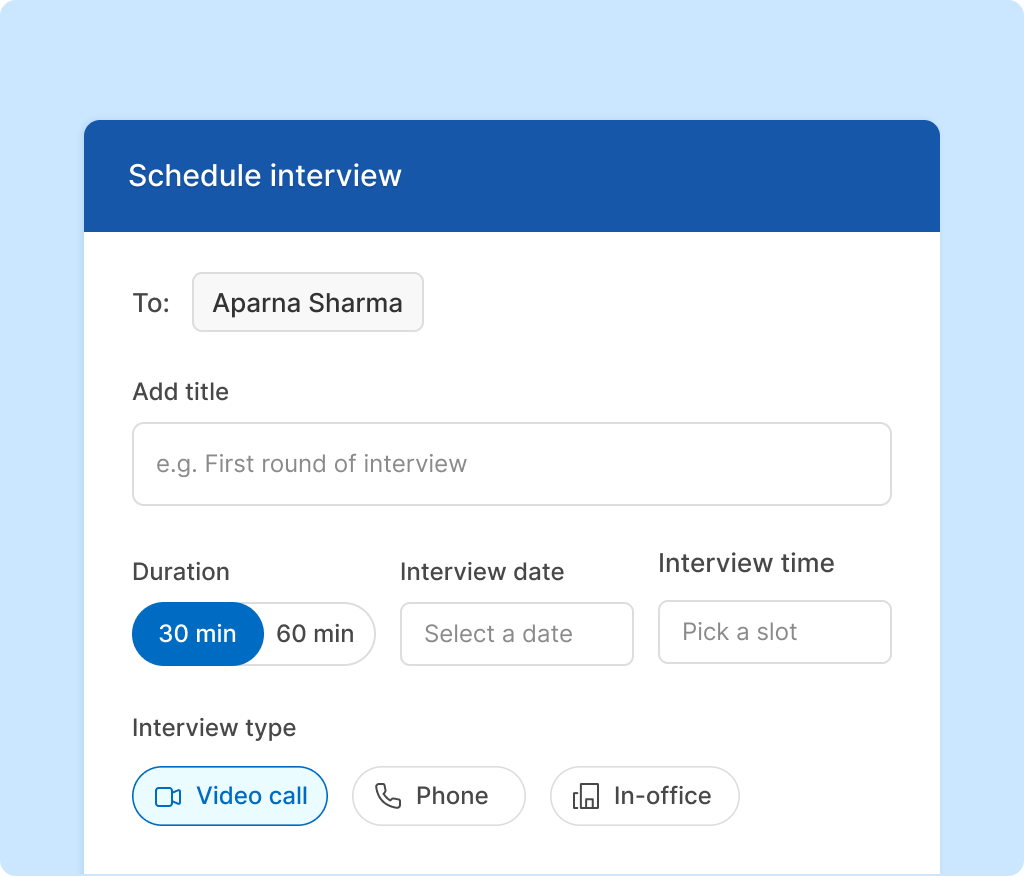 Schedule interview
To: Aparna Sharma
Add title
e.g. First round of interview
Duration Interview date Interview time
30 min 60 min Select a date Pick a slot
Interview type
Video call Phone In-office